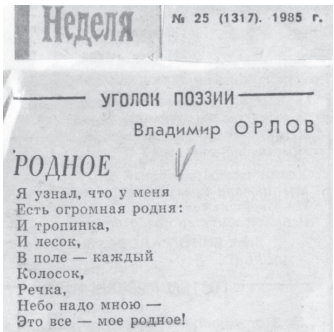 Неделя
№ 25 (1317). 1985 г.
УГОЛОК ПОЭЗИИ
Владимир ОРЛОВ
РОДНОЕ
Я узнал, что у меня
Есть огромная родня:
И тропинка,
И лесок,
В поле — каждый
Колосок,
Речка,
Небо надо мною —
Это все — мое родное!